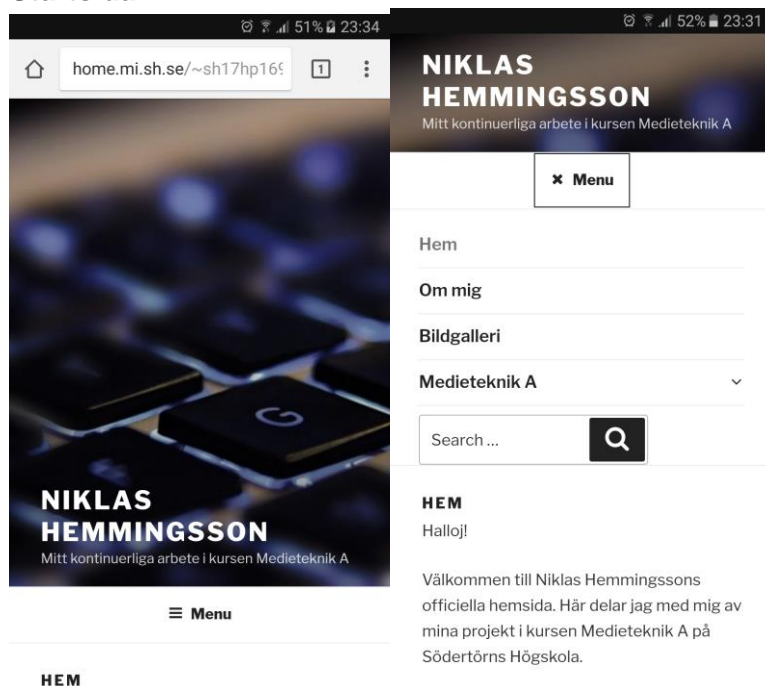 51% 23:34
home.mi.sh.se/~sh17hp169
1
G
NIKLAS
HEMMINGSSON
Mitt kontinuerliga arbete i kursen Medieteknik A
☰ Menu
HEM
52% 23:31
NIKLAS
HEMMINGSSON
Mitt kontinuerliga arbete i kursen Medieteknik A
✖ Menu
Hem
Om mig
Bildgalleri
Medieteknik A
Search ...
HEM
Halloj!
Välkommen till Niklas Hemmingssons
officiella hemsida. Här delar jag med mig av
mina projekt i kursen Medieteknik A på
Södertörns Högskola.